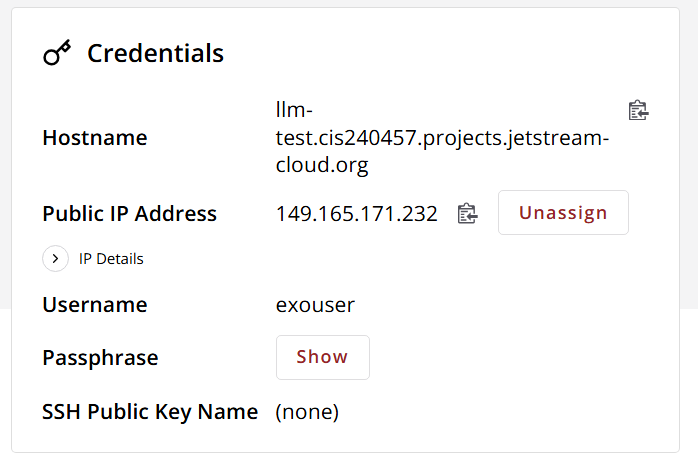 Credentials
Hostname
llm-
test.cis240457.projects.jetstream-
cloud.org
Public IP Address 149.165.171.232 Unassign
IP Details
Username exouser
Passphrase Show
SSH Public Key Name (none)